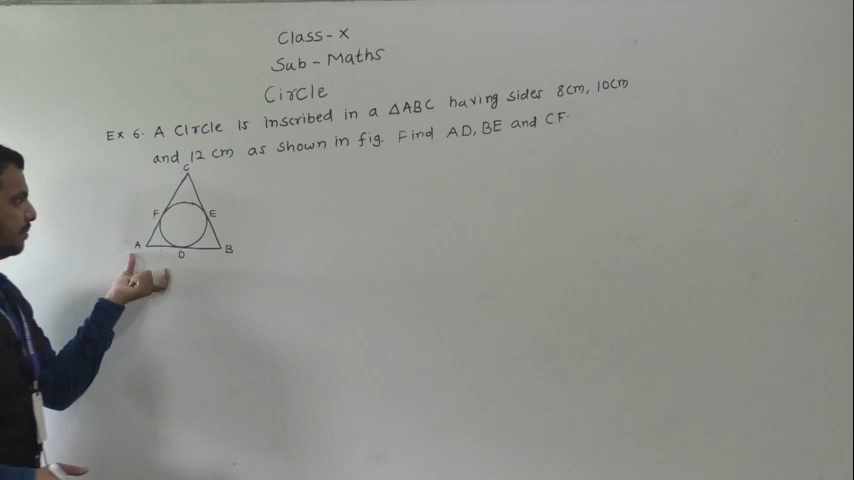 Class-X
Sub-Maths
Circle
Ex 6. A Circle is inscribed in a △ABC having sides 8cm, 10cm
and 12 cm as shown in fig. Find AD, BE and CF.
C
F E
A B
D